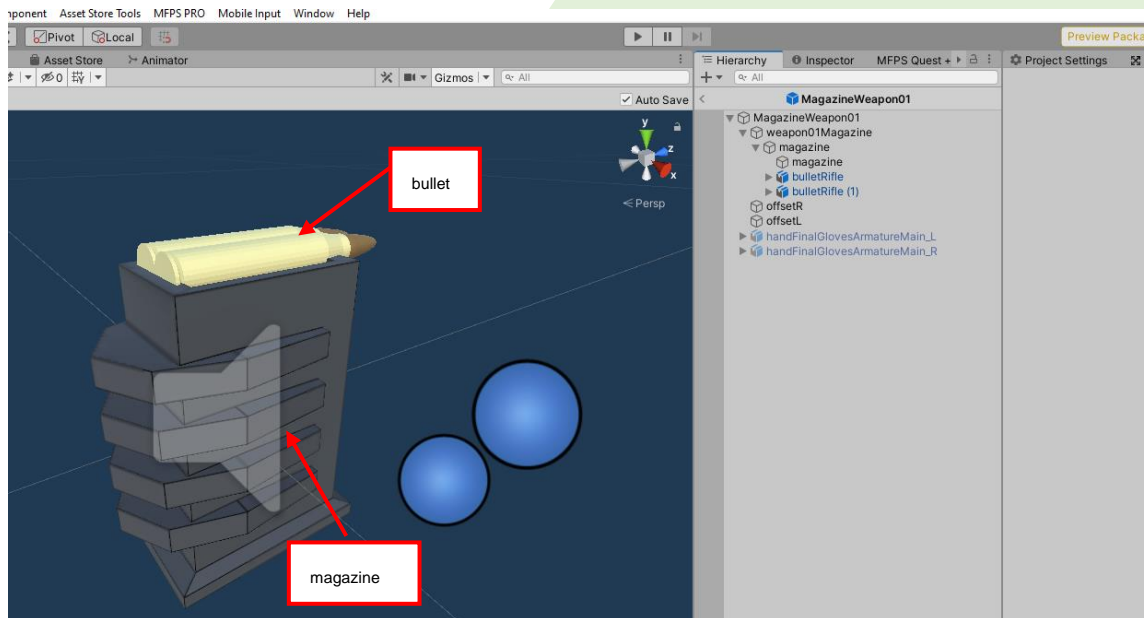 nponent Asset Store Tools MFPS PRO Mobile Input Window Help
Pivot Local Preview Packa
Asset Store Animator Hierarchy Inspector MFPS Quest + Project Settings
0 Gizmos All + All
Auto Save < MagazineWeapon01
MagazineWeapon01
weapon01Magazine
magazine
magazine
bulletRifle
bulletRifle (1)
offsetR
offsetL
handFinalGlovesArmatureMain_L
handFinalGlovesArmatureMain_R
y
z
x
< Persp
bullet
magazine